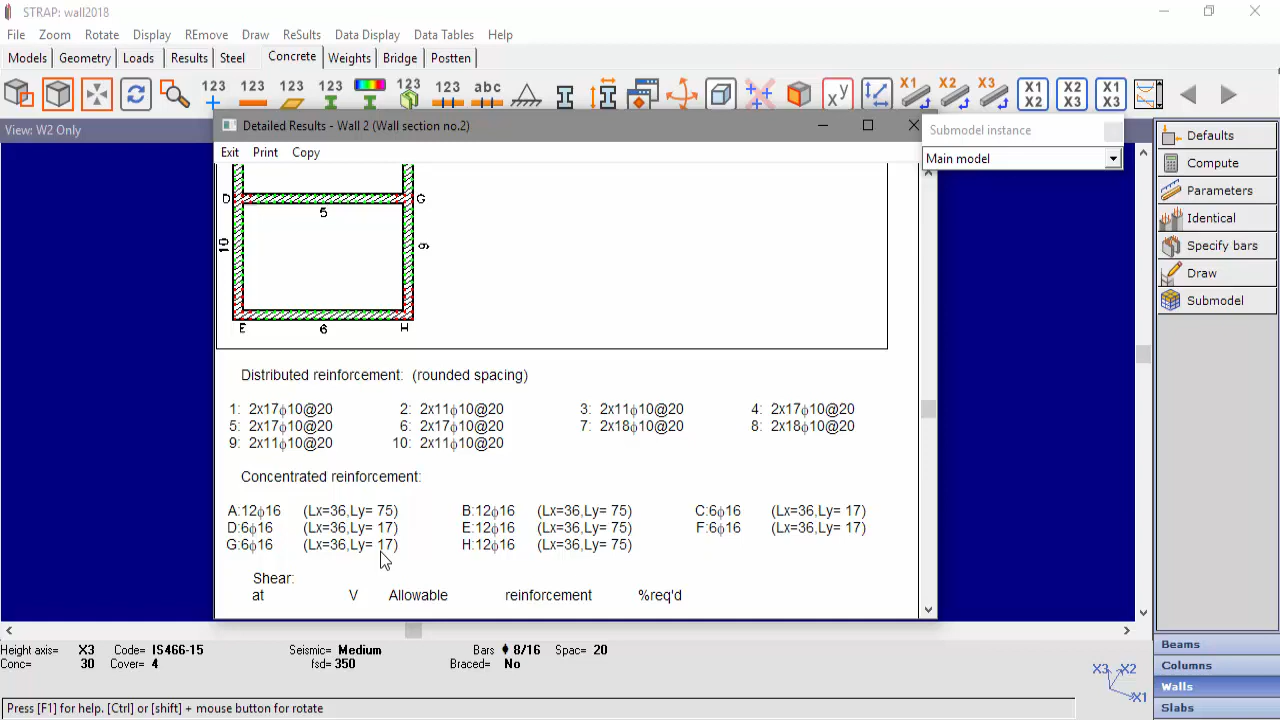 STRAP: wall2018
File Zoom Rotate Display REmove Draw ReSults Data Display Data Tables Help
Models Geometry Loads Results Steel Concrete Weights Bridge Postten
123 123 123 123 123 123 abc X1 X2 X3 X1 X2 X1
xy X2 X3 X3
View: W2 Only
Detailed Results - Wall 2 (Wall section no.2)
Exit Print Copy
Submodel instance
Main model
D G
5
10 9
E 6 H
Distributed reinforcement: (rounded spacing)
1: 2x17ϕ10@20 2: 2x11ϕ10@20 3: 2x11ϕ10@20 4: 2x17ϕ10@20
5: 2x17ϕ10@20 6: 2x17ϕ10@20 7: 2x18ϕ10@20 8: 2x18ϕ10@20
9: 2x11ϕ10@20 10: 2x11ϕ10@20
Concentrated reinforcement:
A:12ϕ16 (Lx=36,Ly= 75) B:12ϕ16 (Lx=36,Ly= 75) C:6ϕ16 (Lx=36,Ly= 17)
D:6ϕ16 (Lx=36,Ly= 17) E:12ϕ16 (Lx=36,Ly= 75) F:6ϕ16 (Lx=36,Ly= 17)
G:6ϕ16 (Lx=36,Ly= 17) H:12ϕ16 (Lx=36,Ly= 75)
Shear:
at V Allowable reinforcement %req'd
Defaults
Compute
Parameters
Identical
Specify bars
Draw
Submodel
Beams
Columns
Walls
Slabs
Height axis= X3 Code= IS466-15 Seismic= Medium Bars ϕ 8/16 Spac= 20
Conc= 30 Cover= 4 fsd= 350 Braced= No
X3 X2
X1
Press [F1] for help. [Ctrl] or [shift] + mouse button for rotate